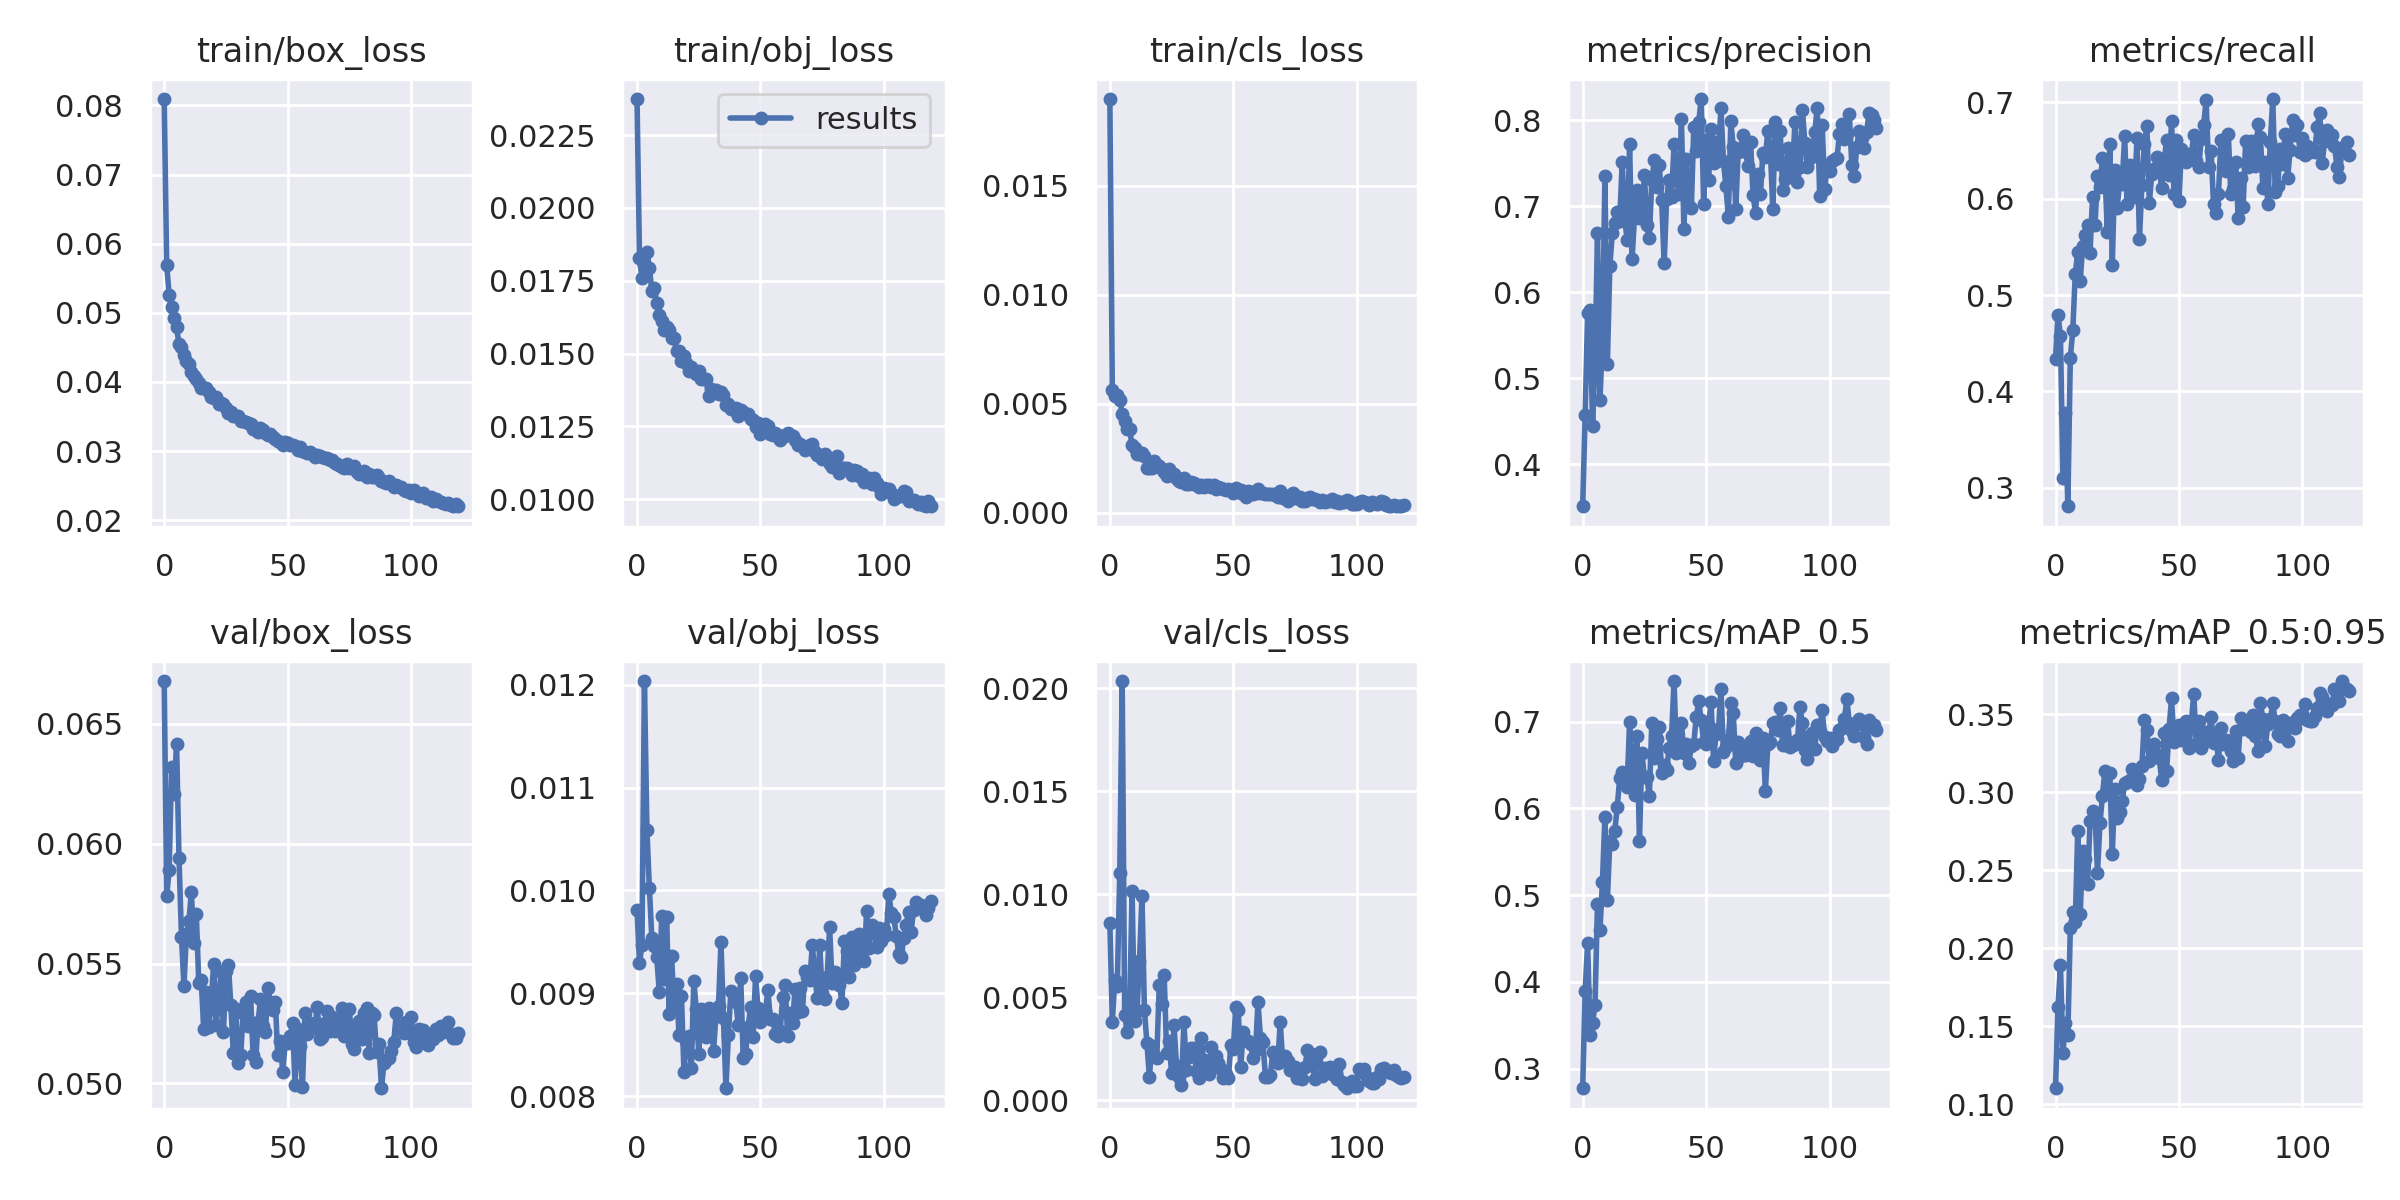 train/box_loss
0.08
0.07
0.06
0.05
0.04
0.03
0.02
0 50 100
train/obj_loss
results
0.0225
0.0200
0.0175
0.0150
0.0125
0.0100
0 50 100
train/cls_loss
0.015
0.010
0.005
0.000
0 50 100
metrics/precision
0.8
0.7
0.6
0.5
0.4
0 50 100
metrics/recall
0.7
0.6
0.5
0.4
0.3
0 50 100
val/box_loss
0.065
0.060
0.055
0.050
0 50 100
val/obj_loss
0.012
0.011
0.010
0.009
0.008
0 50 100
val/cls_loss
0.020
0.015
0.010
0.005
0.000
0 50 100
metrics/mAP_0.5
0.7
0.6
0.5
0.4
0.3
0 50 100
metrics/mAP_0.5:0.95
0.35
0.30
0.25
0.20
0.15
0.10
0 50 100